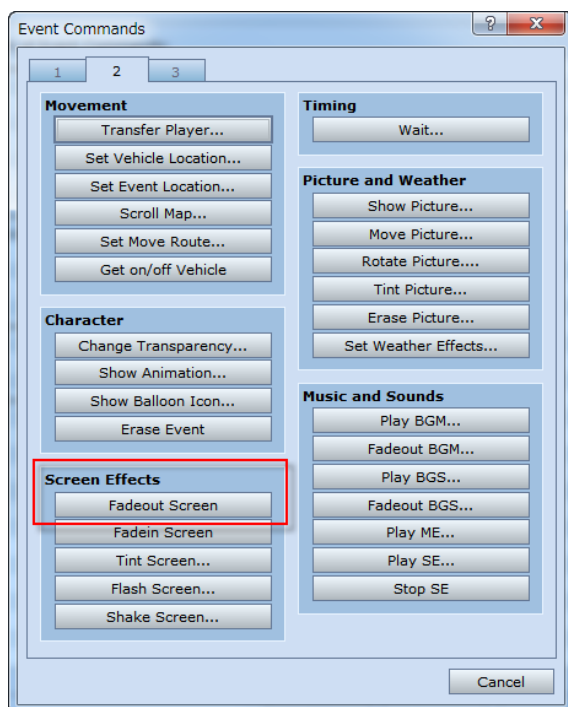 Event Commands
?
X
1
2
3
Movement
Transfer Player...
Set Vehicle Location...
Set Event Location...
Scroll Map...
Set Move Route...
Get on/off Vehicle
Character
Change Transparency...
Show Animation...
Show Balloon Icon...
Erase Event
Screen Effects
Fadeout Screen
Fadein Screen
Tint Screen...
Flash Screen...
Shake Screen...
Timing
Wait...
Picture and Weather
Show Picture...
Move Picture...
Rotate Picture....
Tint Picture...
Erase Picture...
Set Weather Effects...
Music and Sounds
Play BGM...
Fadeout BGM...
Play BGS...
Fadeout BGS...
Play ME...
Play SE...
Stop SE
Cancel